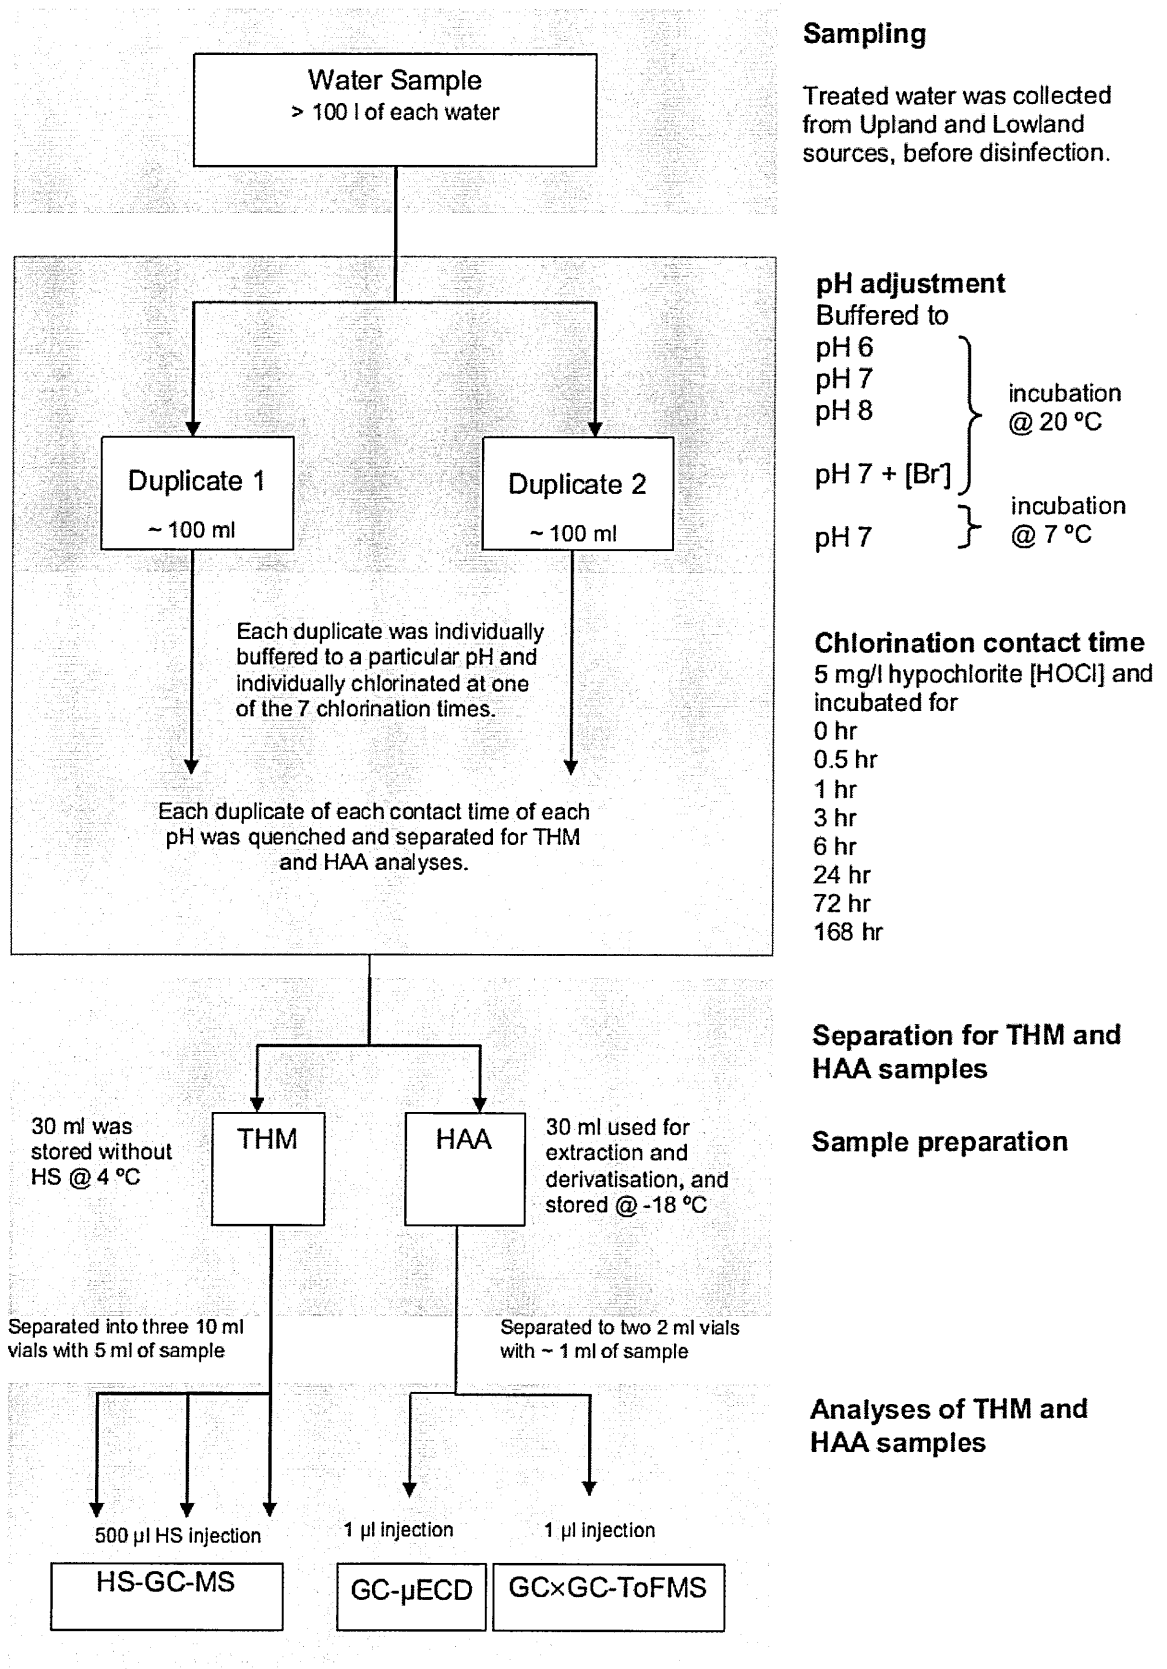 Sampling
Water Sample
> 100 l of each water
Treated water was collected
from Upland and Lowland
sources, before disinfection.
pH adjustment
Buffered to
pH 6
pH 7
pH 8
incubation
@ 20 ºC
pH 7 + [Br-]
pH 7
incubation
@ 7 ºC
Duplicate 1
~ 100 ml
Duplicate 2
~ 100 ml
Each duplicate was individually
buffered to a particular pH and
individually chlorinated at one
of the 7 chlorination times.
Chlorination contact time
5 mg/l hypochlorite [HOCl] and
incubated for
0 hr
0.5 hr
1 hr
3 hr
6 hr
24 hr
72 hr
168 hr
Each duplicate of each contact time of each
pH was quenched and separated for THM
and HAA analyses.
Separation for THM and
HAA samples
30 ml was
stored without
HS @ 4 ºC
THM
HAA
30 ml used for
extraction and
derivatisation, and
stored @ -18 ºC
Sample preparation
Separated into three 10 ml
vials with 5 ml of sample
Separated to two 2 ml vials
with ~ 1 ml of sample
Analyses of THM and
HAA samples
500 µl HS injection
1 µl injection
1 µl injection
HS-GC-MS
GC-µECD
GC×GC-ToFMS